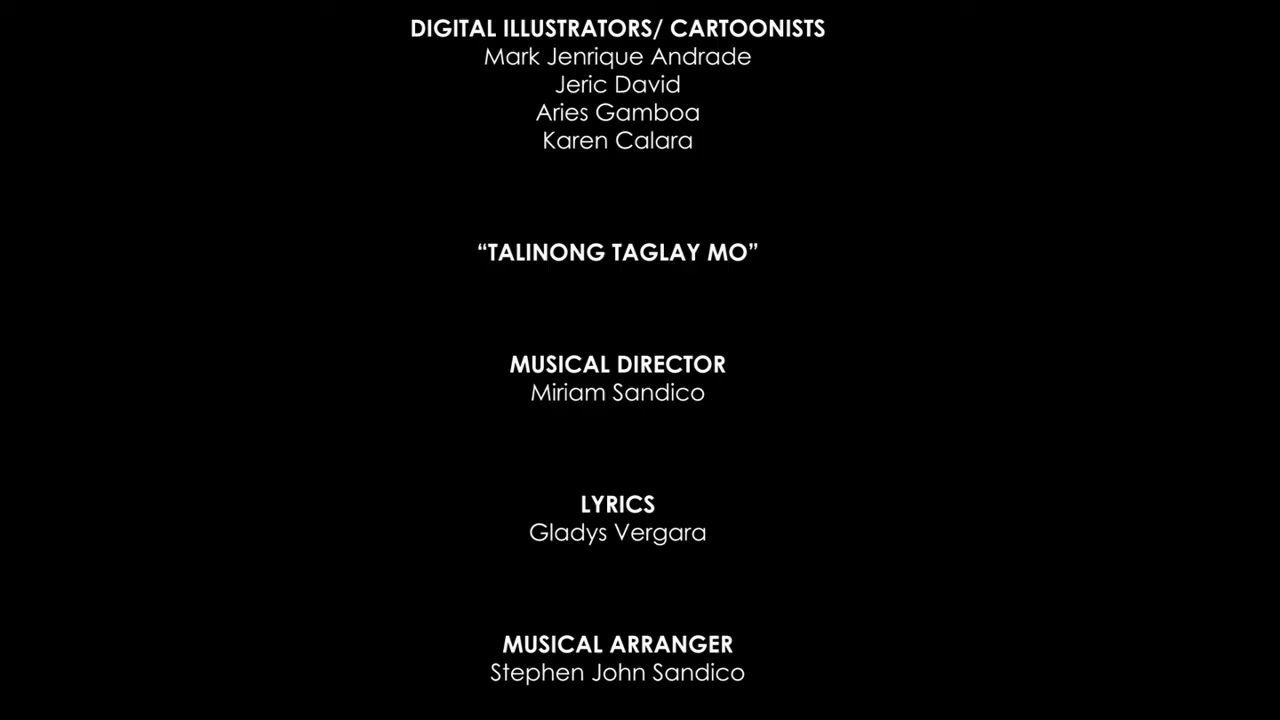 DIGITAL ILLUSTRATORS/ CARTOONISTS
Mark Jenrique Andrade
Jeric David
Aries Gamboa
Karen Calara
“TALINONG TAGLAY MO”
MUSICAL DIRECTOR
Miriam Sandico
LYRICS
Gladys Vergara
MUSICAL ARRANGER
Stephen John Sandico